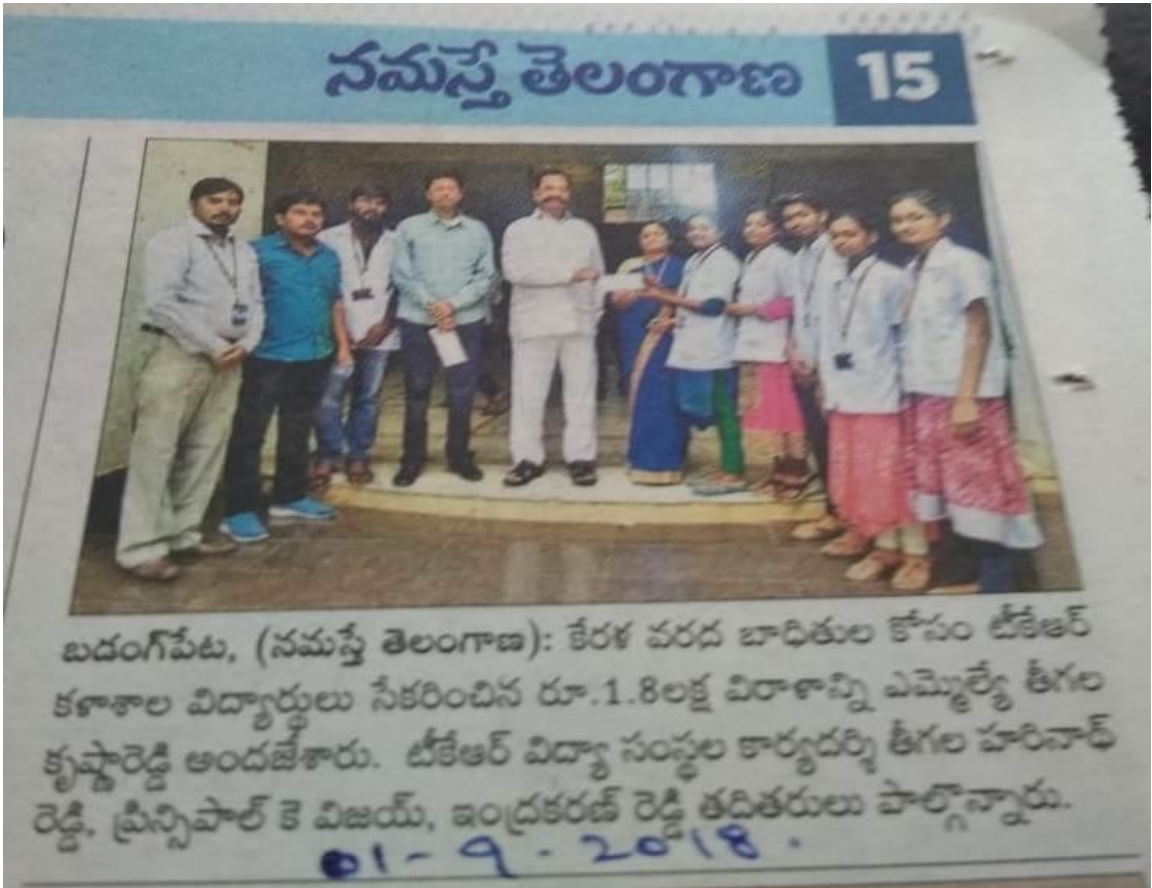 నమస్తే తెలంగాణ 15
బడంగ్‌పేట, (నమస్తే తెలంగాణ): కేరళ వరద బాధితుల కోసం టీకేఆర్
కళాశాల విద్యార్థులు సేకరించిన రూ.1.8లక్ష విరాళాన్ని ఎమ్మెల్యే తీగల
కృష్ణారెడ్డి అందజేశారు. టీకేఆర్ విద్యా సంస్థల కార్యదర్శి తీగల హరినాథ్
రెడ్డి, ప్రిన్సిపాల్ కె విజయ్, ఇంద్రకరణ్ రెడ్డి తదితరులు పాల్గొన్నారు.
01-9-2018.